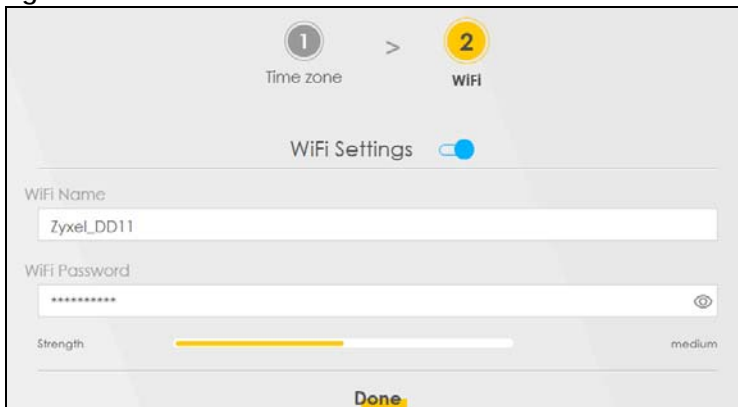 1 > 2
Time zone WiFi
WiFi Settings
WiFi Name
Zyxel_DD11
WiFi Password
**********
Strength medium
Done